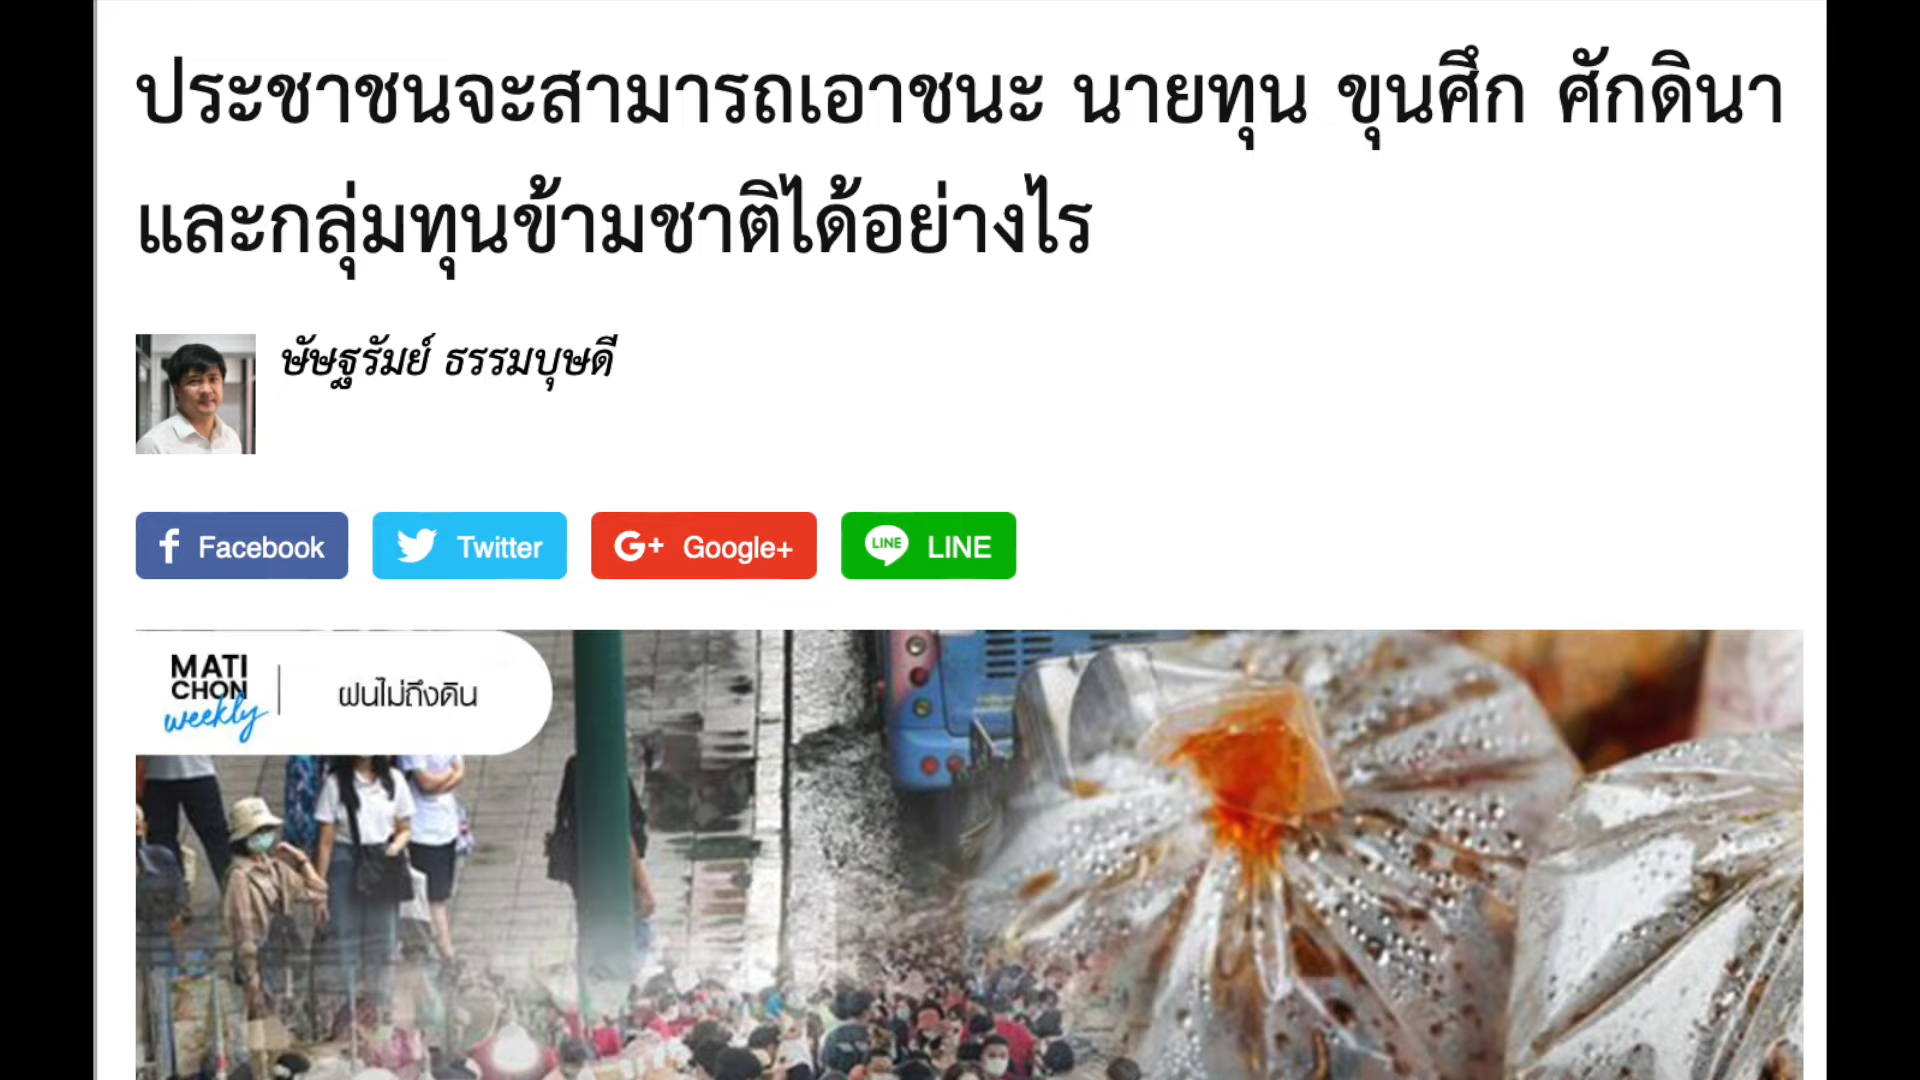 ประชาชนจะสามารถเอาชนะ นายทุน ขุนศึก ศักดินา
และกลุ่มทุนข้ามชาติได้อย่างไร
ษัษฐรัมย์ ธรรมบุษดี
Facebook
Twitter
G+ Google+
LINE LINE
MATI
CHON
weekly
ฝนไม่ถึงดิน